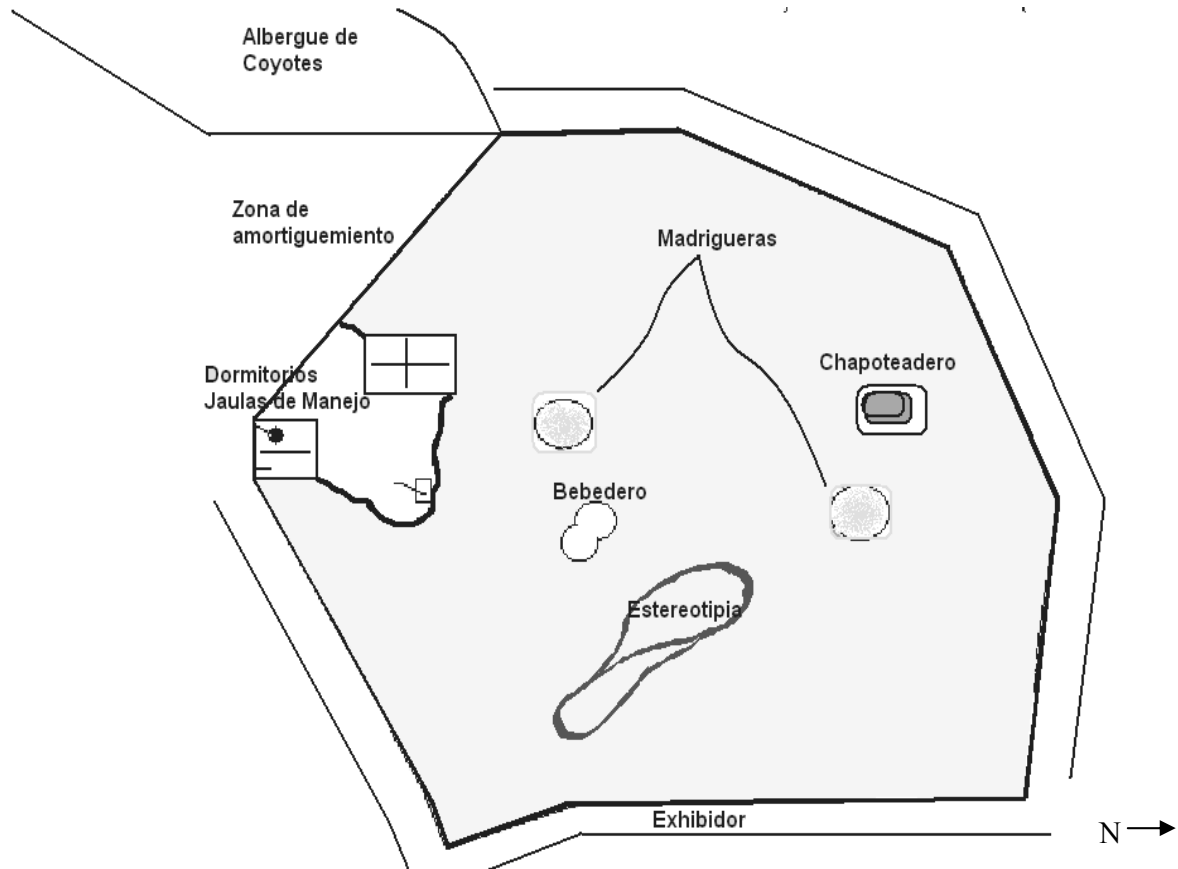 Albergue de
Coyotes
Zona de
amortiguemiento
Madrigueras
Chapoteadero
Dormitorios
Jaulas de Manejo
Bebedero
Estereotipia
Exhibidor
N